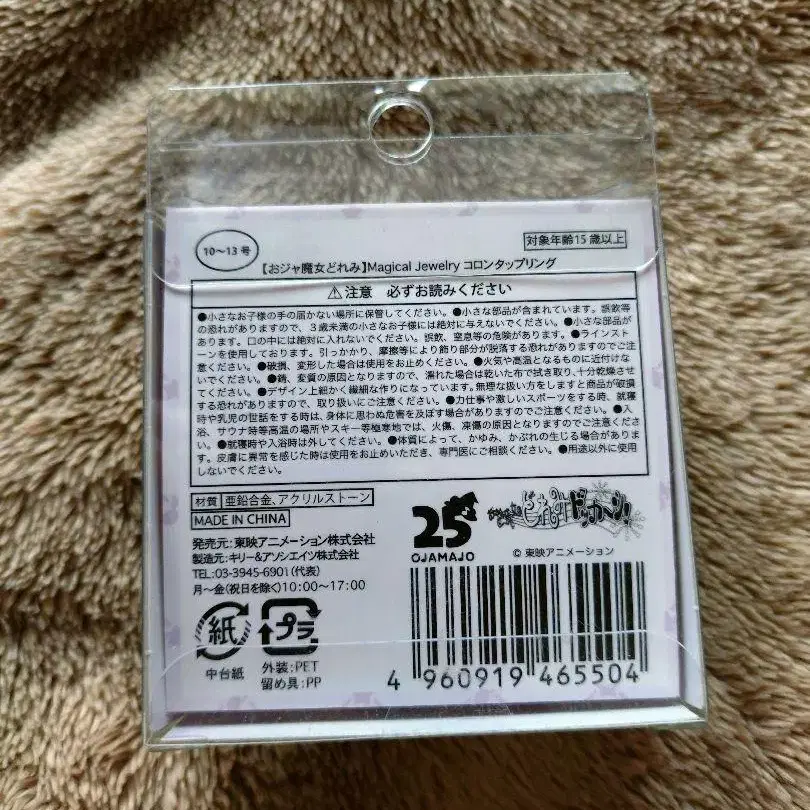 10～13 号
対象年齢15 歳以上
【おジャ魔女どれみ】Magical Jewelry コロンタップリング
⚠注意 必ずお読みください
●小さなお子様の手の届かない場所に保管してください。●小さな部品が含まれています。誤飲等
の恐れがありますので、3歳未満の小さなお子様には絶対に与えないでください。●小さな部品が
あります。口の中には絶対に入れないでください。誤飲、窒息等の危険があります。●ラインスト
ーンを使用しております。引っかかり、摩擦等により飾り部分が脱落する恐れがありますのでご注
意ください。●破損、変形した場合は使用をお止めください。●火気や高温となるものに近付けな
いでください。●錆、変質の原因となりますので、濡れた場合は乾いた布で拭き取り、十分乾燥させ
てください。●デザイン上細かく繊細な作りになっています。無理な扱い方をしますと商品が破損
する恐れがありますので、取り扱いにご注意ください。●力仕事や激しいスポーツをする時、就寝
時や乳児の世話をする時は、身体に思わぬ危害を及ぼす場合がありますのでご注意ください。●入
浴、サウナ時等高温の場所やスキー等極寒地では、火傷、凍傷の原因となりますのでご注意くださ
い。●就寝時や入浴時は外してください。●体質によって、かゆみ、かぶれの生じる場合がありま
す。皮膚に異常を感じた時は使用をお止めいただき、専門医にご相談ください。●用途以外に使用
しないでください。
材質 亜鉛合金、アクリルストーン
MADE IN CHINA
発売元:東映アニメーション株式会社
製造元:キリー&アソシエイツ株式会社
TEL:03-3945-6901(代表)
月～金(祝日を除く)10:00～17:00
25
OJAMAJO
おジャ魔女どれみドッカ～ン!
© 東映アニメーション
紙
中台紙
プラ
外装:PET
留め具:PP
4 960919 465504